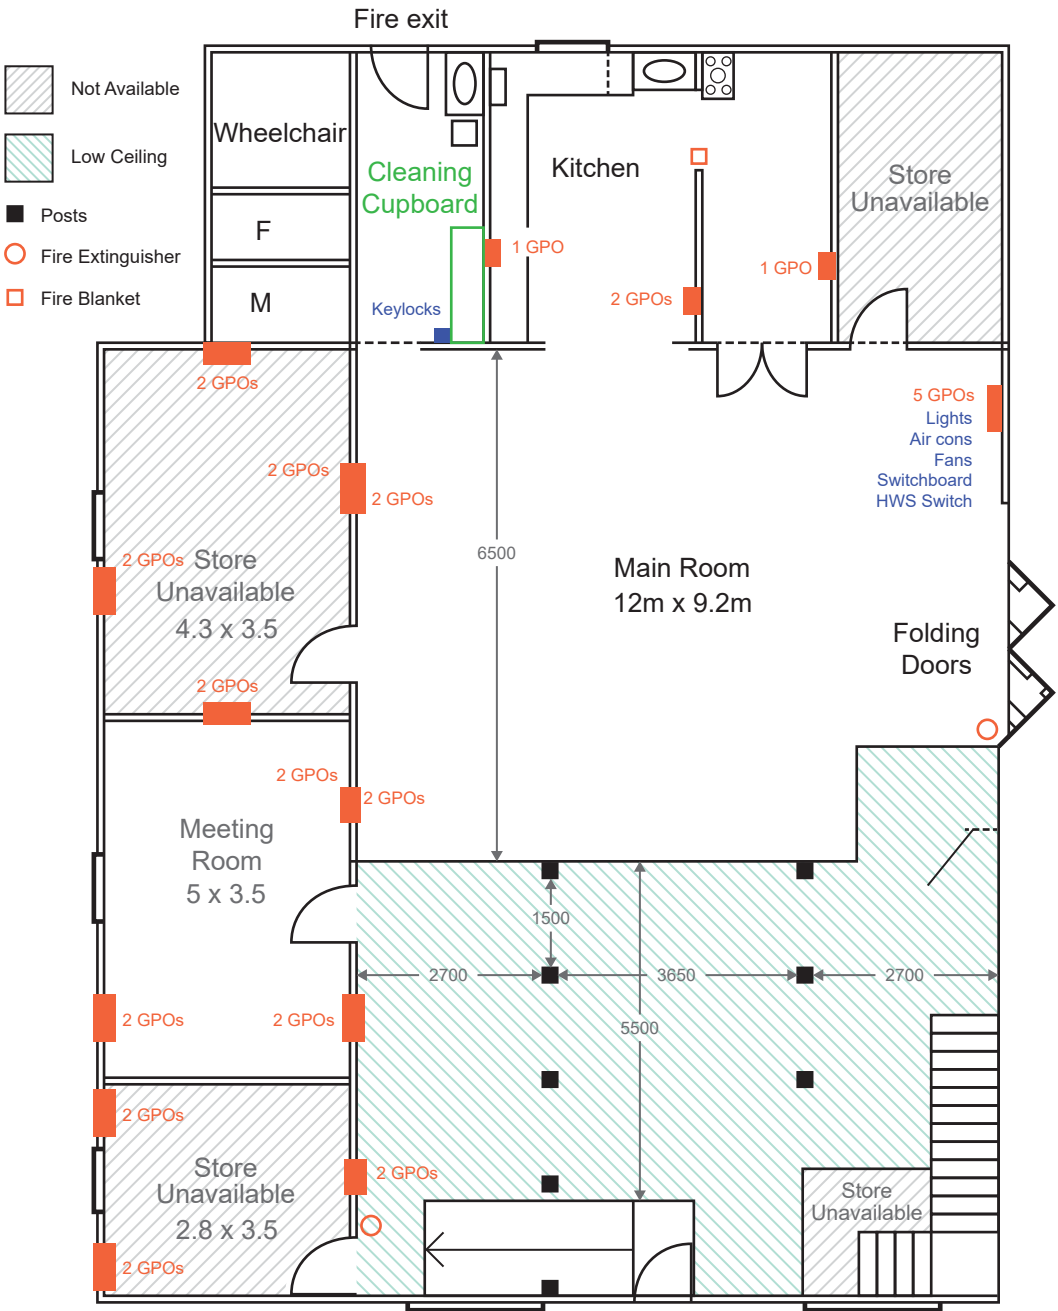 Fire exit
Not Available
Low Ceiling
Posts
Fire Extinguisher
Fire Blanket
Wheelchair
F
M
Cleaning
Cupboard
Keylocks
Kitchen
1 GPO
2 GPOs
1 GPO
Store
Unavailable
2 GPOs
5 GPOs
Lights
Air cons
Fans
Switchboard
HWS Switch
2 GPOs
2 GPOs
6500
2 GPOs
Store
Unavailable
4.3 x 3.5
2 GPOs
Main Room
12m x 9.2m
Folding
Doors
2 GPOs
2 GPOs
Meeting
Room
5 x 3.5
2 GPOs
2 GPOs
1500
2700
3650
2700
5500
2 GPOs
Store
Unavailable
2.8 x 3.5
2 GPOs
2 GPOs
Store
Unavailable